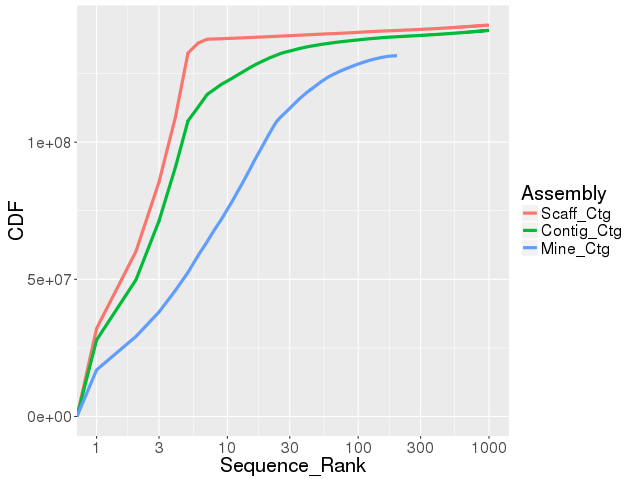 CDF
1e+08
5e+07
0e+00
1 3 10 30 100 300 1000
Sequence_Rank
Assembly
Scaff_Ctg
Contig_Ctg
Mine_Ctg